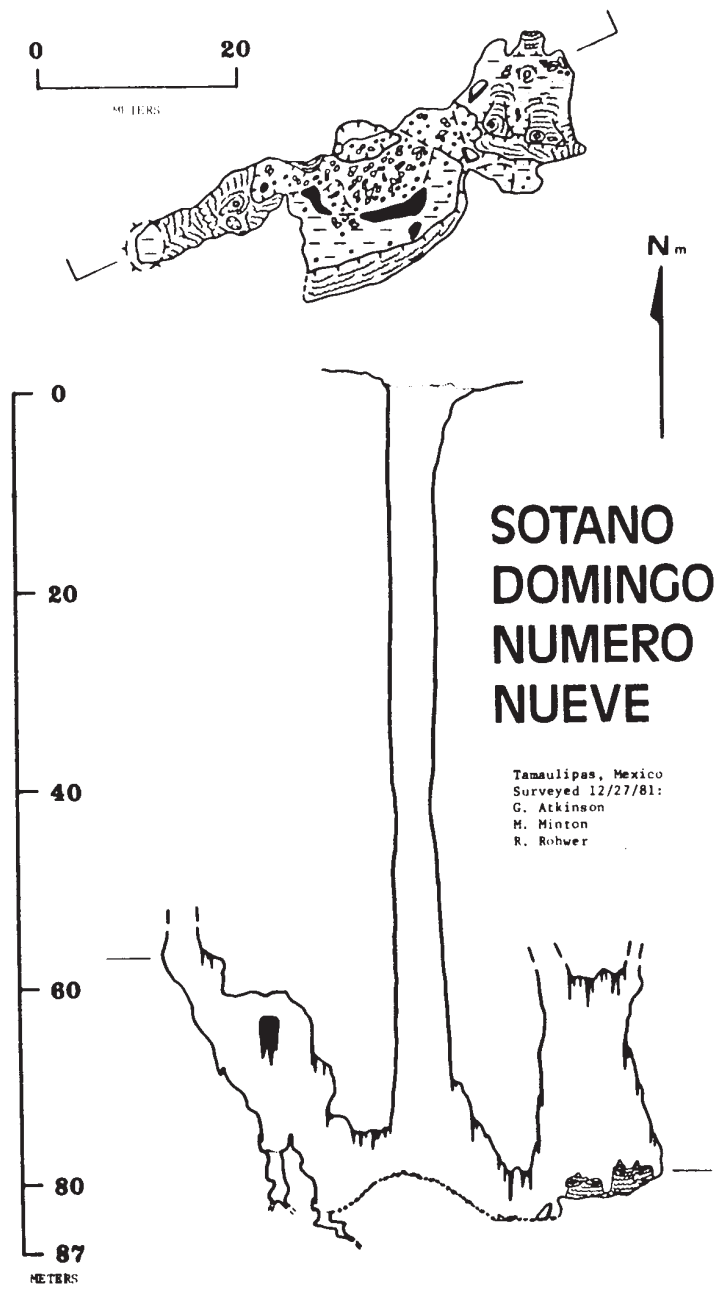 0 20
METERS
Nm
0
20
40
60
80
87
METERS
SOTANO
DOMINGO
NUMERO
NUEVE
Tamaulipas, Mexico
Surveyed 12/27/81:
G. Atkinson
M. Minton
R. Rohwer